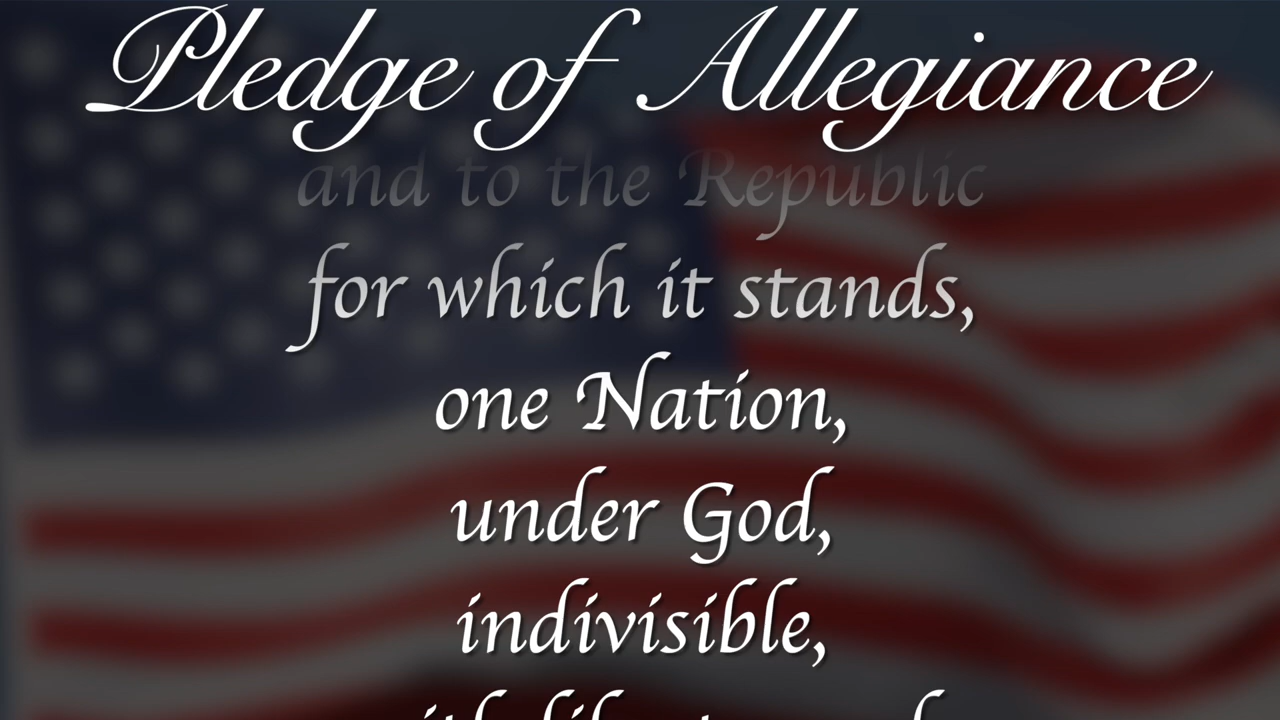 Pledge of Allegiance
and to the Republic
for which it stands,
one Nation,
under God,
indivisible,